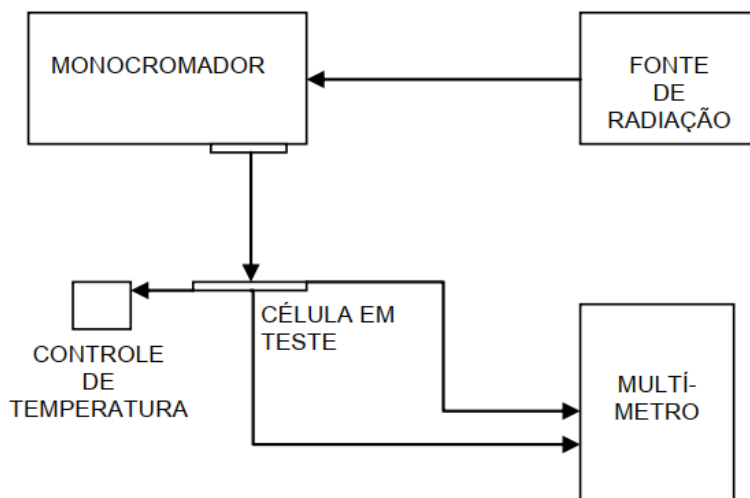 MONOCROMADOR
FONTE
DE
RADIAÇÃO
CÉLULA EM
TESTE
CONTROLE
DE
TEMPERATURA
MULTÍ-
METRO